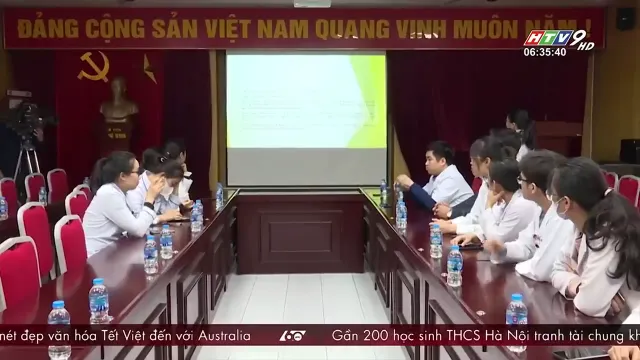 ĐẢNG CỘNG SẢN VIỆT NAM QUANG VINH MUÔN NĂM !
HTV9 HD
06:35:40
nét đẹp văn hóa Tết Việt đến với Australia
Gần 200 học sinh THCS Hà Nội tranh tài chung kh